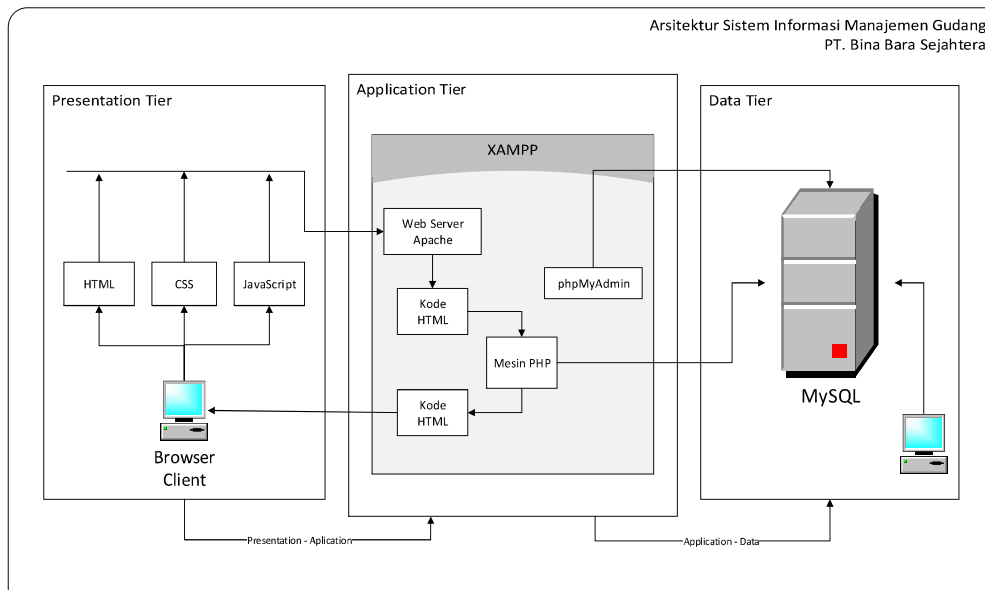 Arsitektur Sistem Informasi Manajemen Gudang
PT. Bina Bara Sejahtera
Presentation Tier
HTML
CSS
JavaScript
Browser
Client
Application Tier
XAMPP
Web Server
Apache
Kode
HTML
phpMyAdmin
Mesin PHP
Kode
HTML
Data Tier
MySQL
Presentation - Aplication
Application - Data